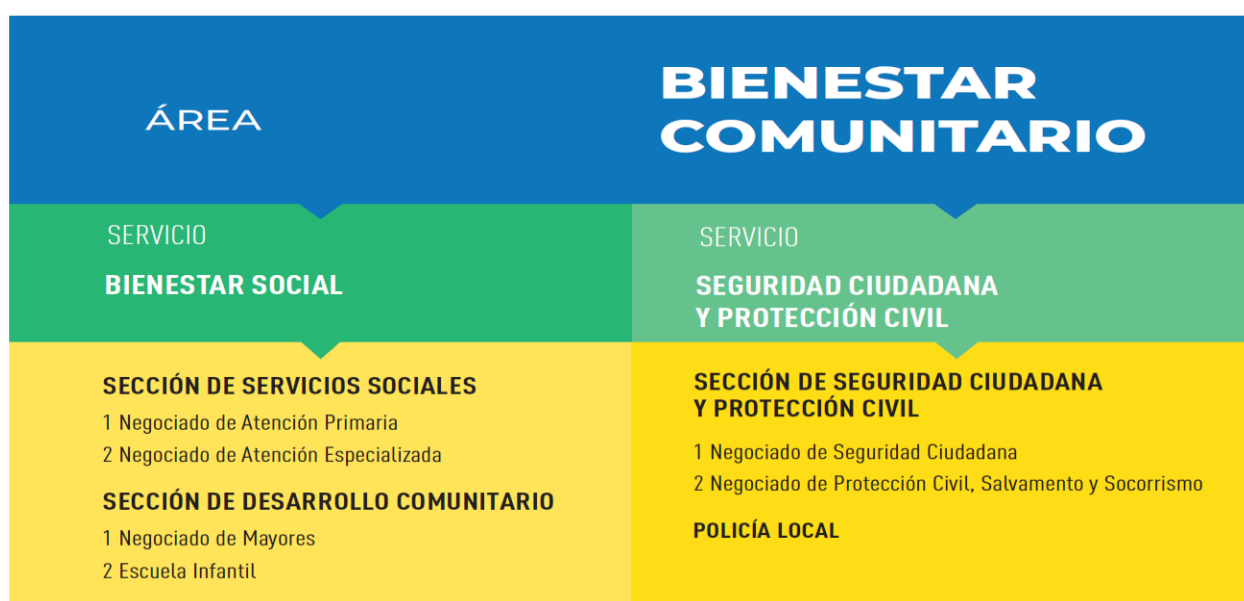 ÁREA
BIENESTAR
COMUNITARIO
SERVICIO
BIENESTAR SOCIAL
SECCIÓN DE SERVICIOS SOCIALES
1 Negociado de Atención Primaria
2 Negociado de Atención Especializada
SECCIÓN DE DESARROLLO COMUNITARIO
1 Negociado de Mayores
2 Escuela Infantil
SERVICIO
SEGURIDAD CIUDADANA
Y PROTECCIÓN CIVIL
SECCIÓN DE SEGURIDAD CIUDADANA
Y PROTECCIÓN CIVIL
1 Negociado de Seguridad Ciudadana
2 Negociado de Protección Civil, Salvamento y Socorrismo
POLICÍA LOCAL